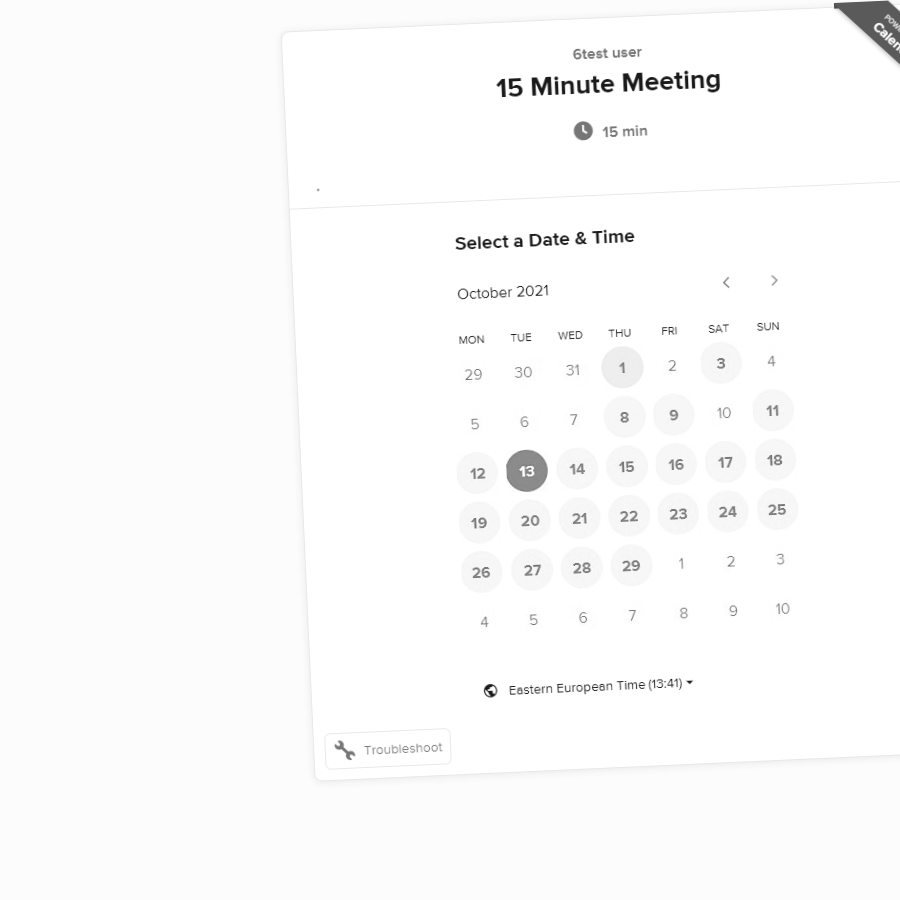 6test user
15 Minute Meeting
15 min
.
Select a Date & Time
October 2021
MON TUE WED THU FRI SAT SUN
29 30 31 1 2 3 4
5 6 7 8 9 10 11
12 13 14 15 16 17 18
19 20 21 22 23 24 25
26 27 28 29 1 2 3
4 5 6 7 8 9 10
Eastern European Time (13:41)
Troubleshoot